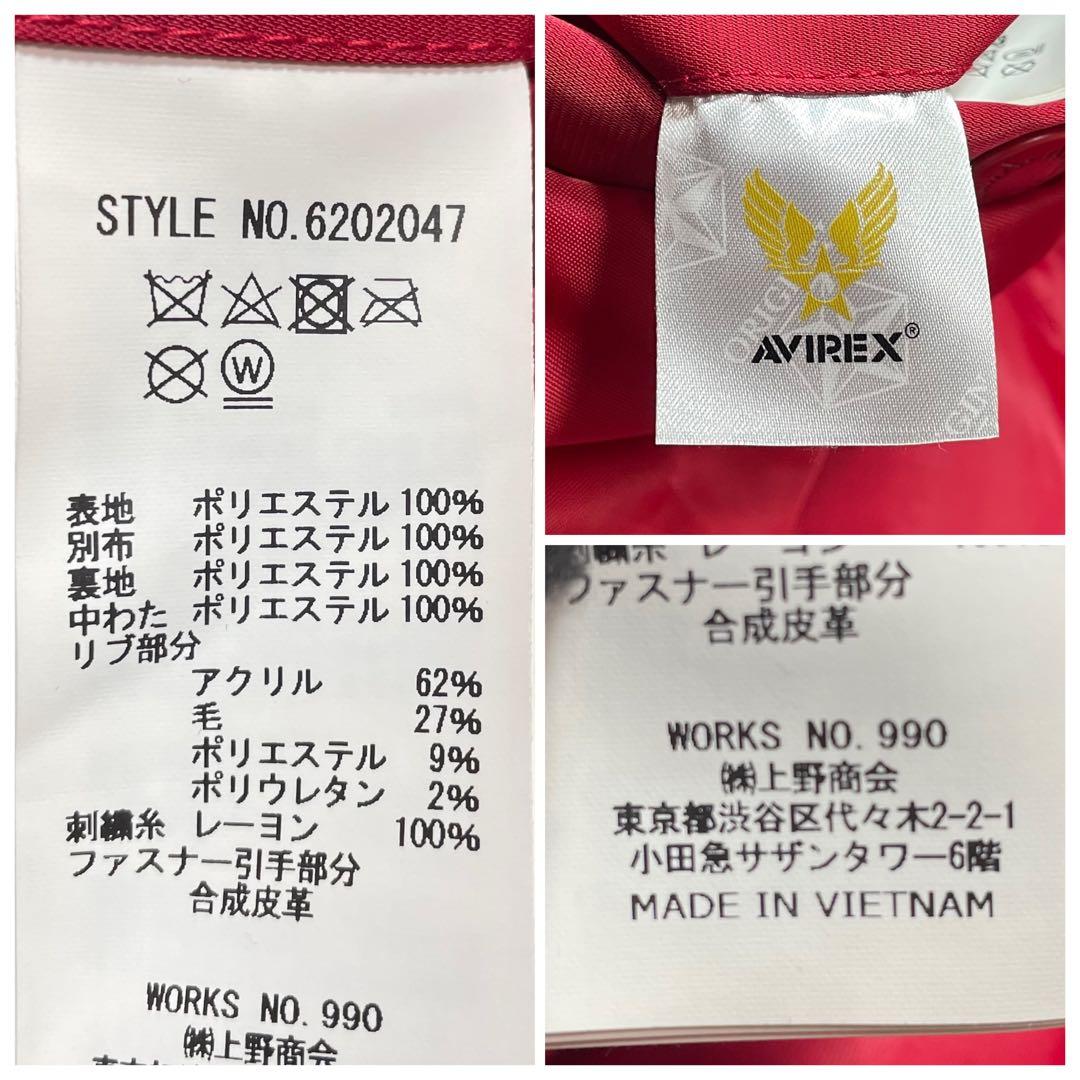 STYLE NO.6202047
W
表地 ポリエステル 100%
別布 ポリエステル 100%
裏地 ポリエステル 100%
中わた ポリエステル 100%
リブ部分
アクリル 62%
毛 27%
ポリエステル 9%
ポリウレタン 2%
刺繍糸 レーヨン 100%
ファスナー引手部分
合成皮革
WORKS NO.990
㈱上野商会
AVIREX®
ファスナー引手部分
合成皮革
WORKS NO.990
㈱上野商会
東京都渋谷区代々木2-2-1
小田急サザンタワー6階
MADE IN VIETNAM